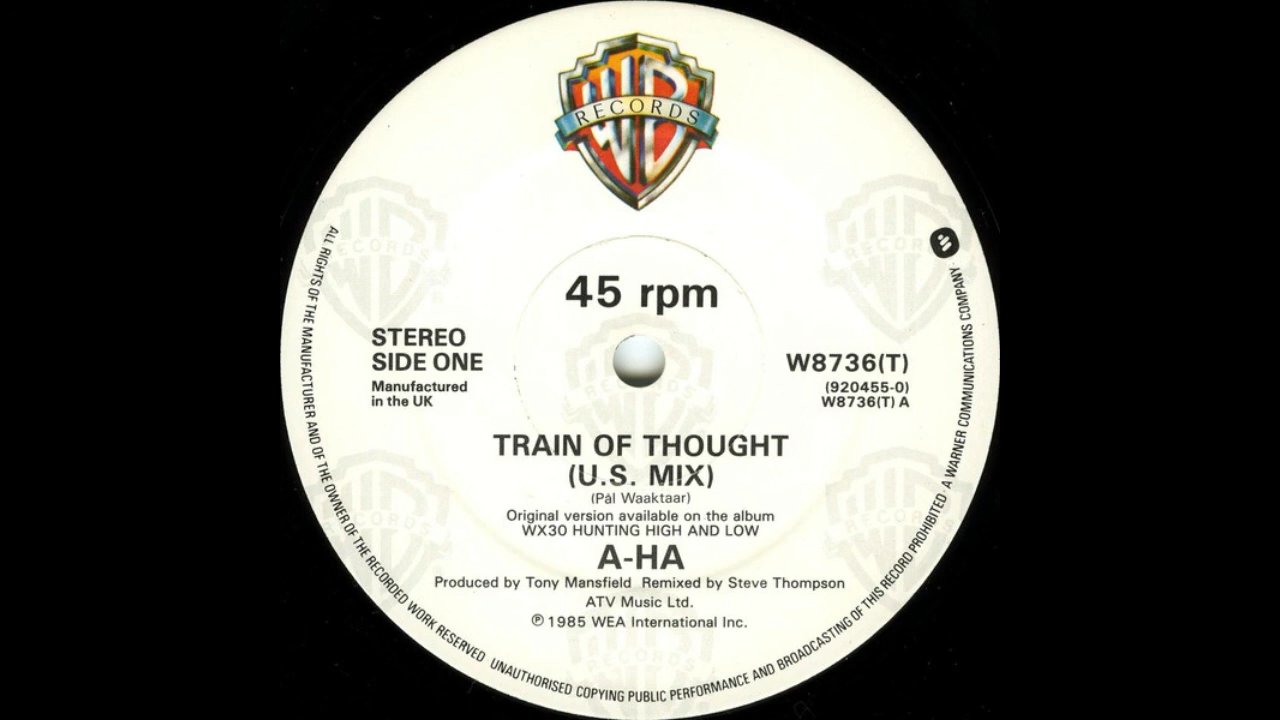 WB
RECORDS
45 rpm
STEREO
SIDE ONE
Manufactured
in the UK
W8736(T)
(920455-0)
W8736(T) A
TRAIN OF THOUGHT
(U.S. MIX)
(Pål Waaktaar)
Original version available on the album
WX30 HUNTING HIGH AND LOW
A-HA
Produced by Tony Mansfield Remixed by Steve Thompson
ATV Music Ltd.
℗ 1985 WEA International Inc.
ALL RIGHTS OF THE MANUFACTURER AND OF THE OWNER OF THE RECORDED WORK RESERVED UNAUTHORISED COPYING PUBLIC PERFORMANCE AND BROADCASTING OF THIS RECORD PROHIBITED · A WARNER COMMUNICATIONS COMPANY ·